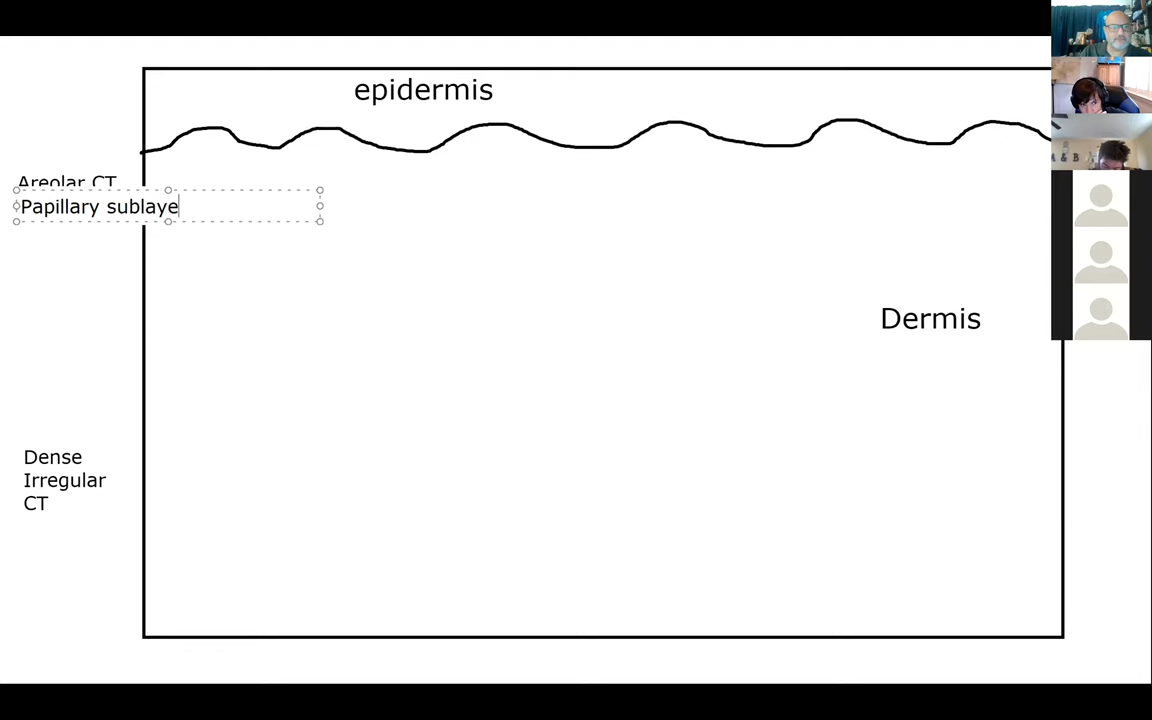 epidermis
Areolar CT
Papillary sublaye
Dermis
Dense
Irregular
CT